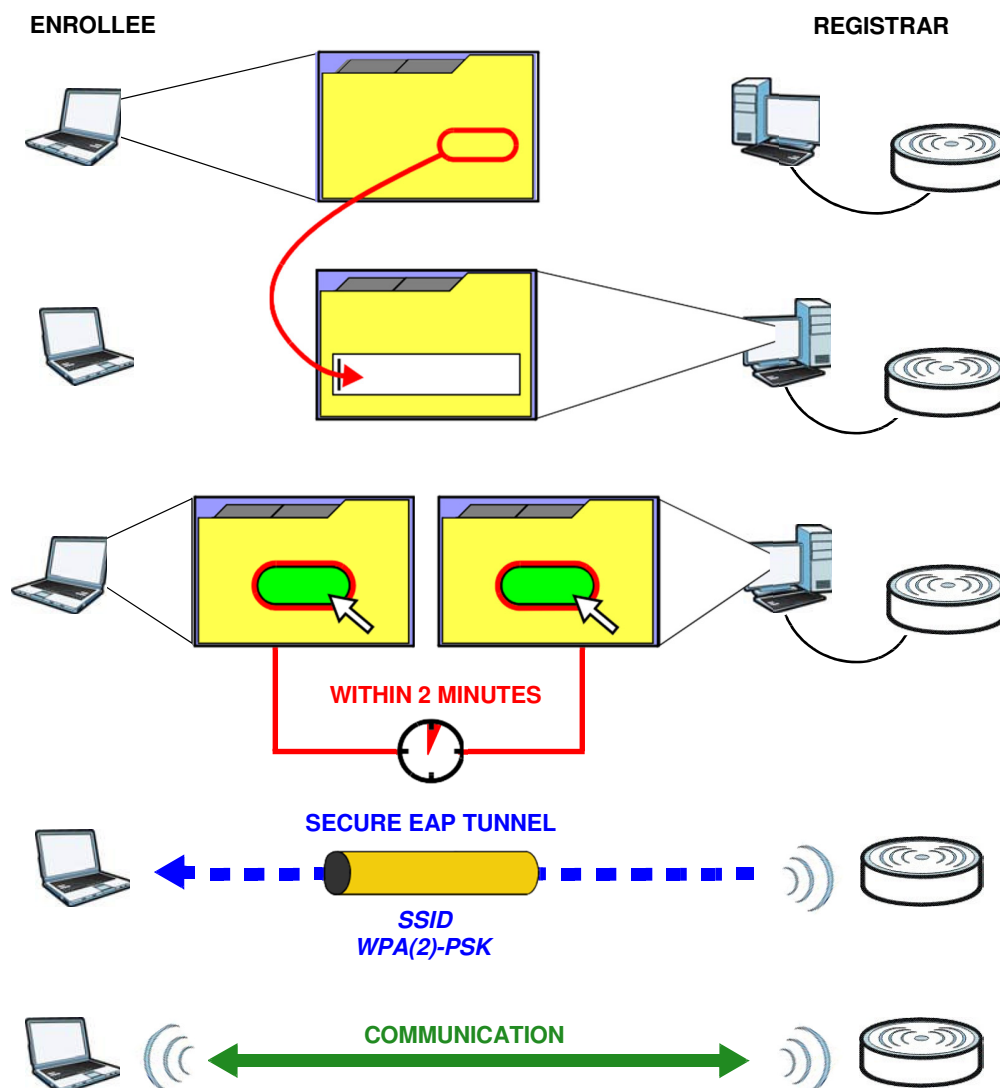 ENROLLEE
REGISTRAR
WITHIN 2 MINUTES
SECURE EAP TUNNEL
SSID
WPA(2)-PSK
COMMUNICATION